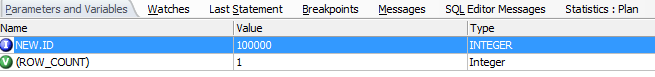 Parameters and Variables Watches Last Statement Breakpoints Messages SQL Editor Messages Statistics : Plan
Name Value Type
I NEW.ID 100000 INTEGER
V (ROW_COUNT) 1 Integer